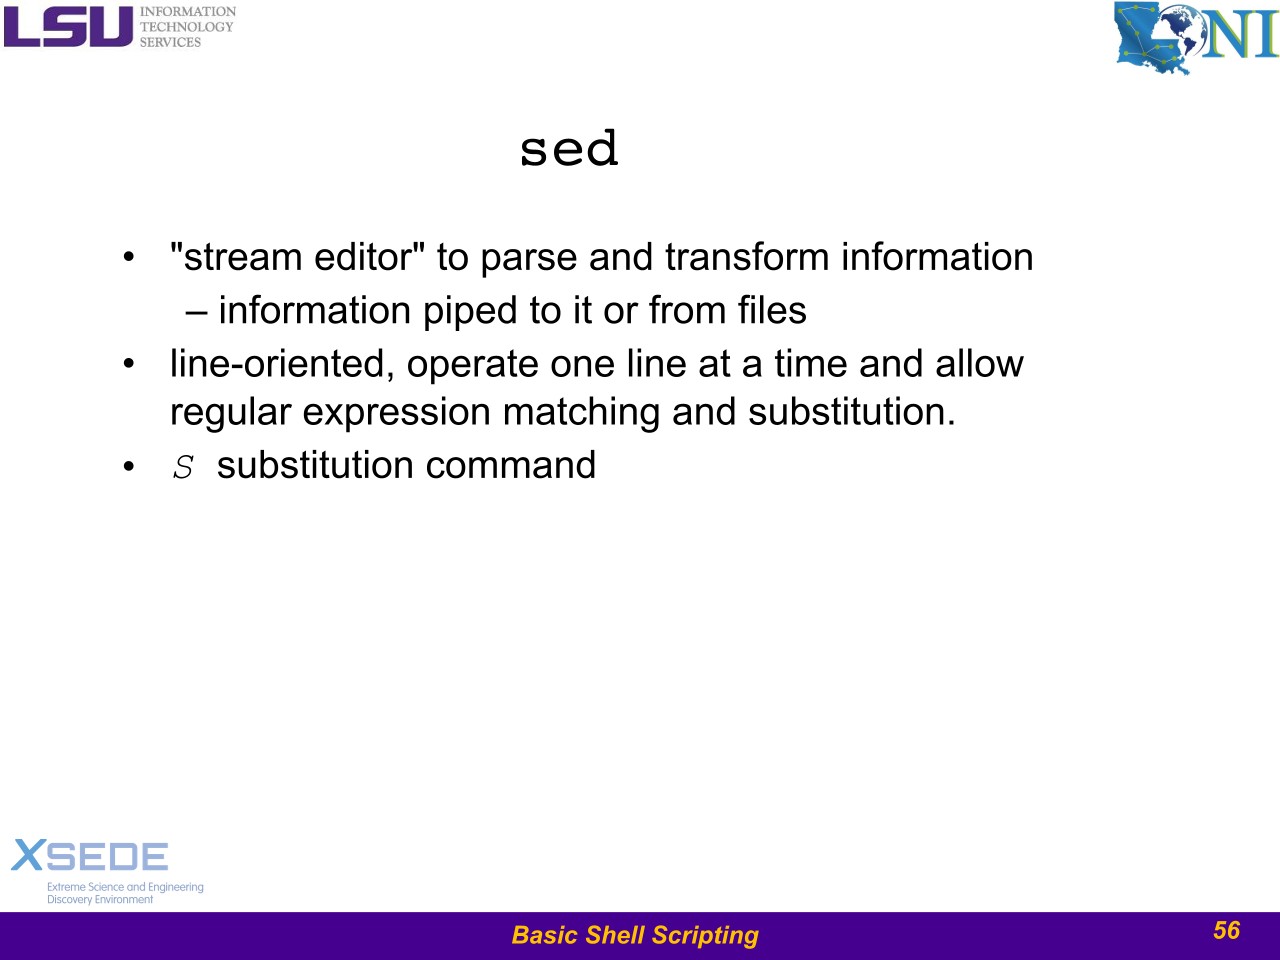 LSU INFORMATION
TECHNOLOGY
SERVICES
LONI
sed
• "stream editor" to parse and transform information
– information piped to it or from files
• line-oriented, operate one line at a time and allow
regular expression matching and substitution.
• S substitution command
XSEDE
Extreme Science and Engineering
Discovery Environment
Basic Shell Scripting
56